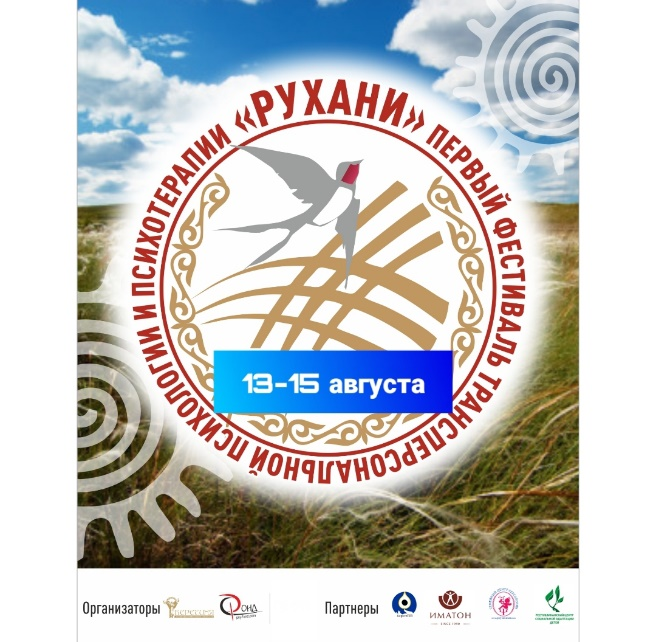 «РУХАНИ» ПЕРВЫЙ ФЕСТИВАЛЬ ТРАНСПЕРСОНАЛЬНОЙ ПСИХОЛОГИИ И ПСИХОТЕРАПИИ
13-15 августа
Организаторы
Партнеры
ИМАТОН